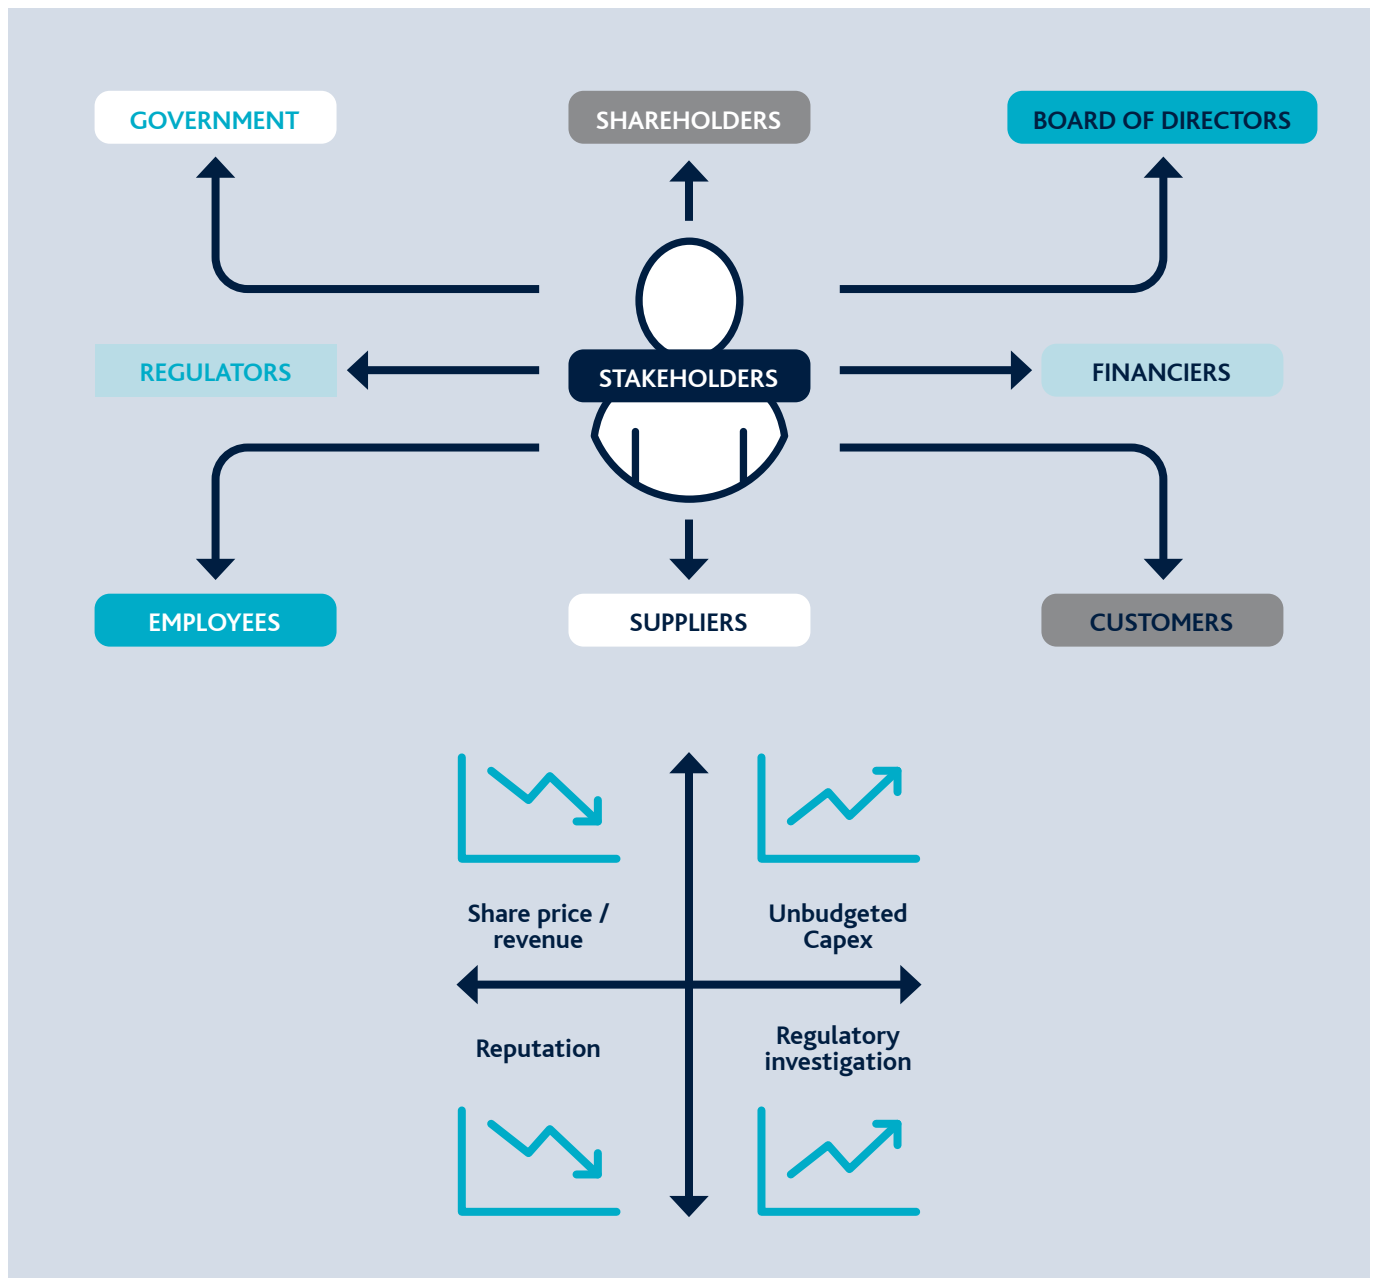 GOVERNMENT
SHAREHOLDERS
BOARD OF DIRECTORS
REGULATORS
STAKEHOLDERS
FINANCIERS
EMPLOYEES
SUPPLIERS
CUSTOMERS
Share price /
revenue
Unbudgeted
Capex
Reputation
Regulatory
investigation